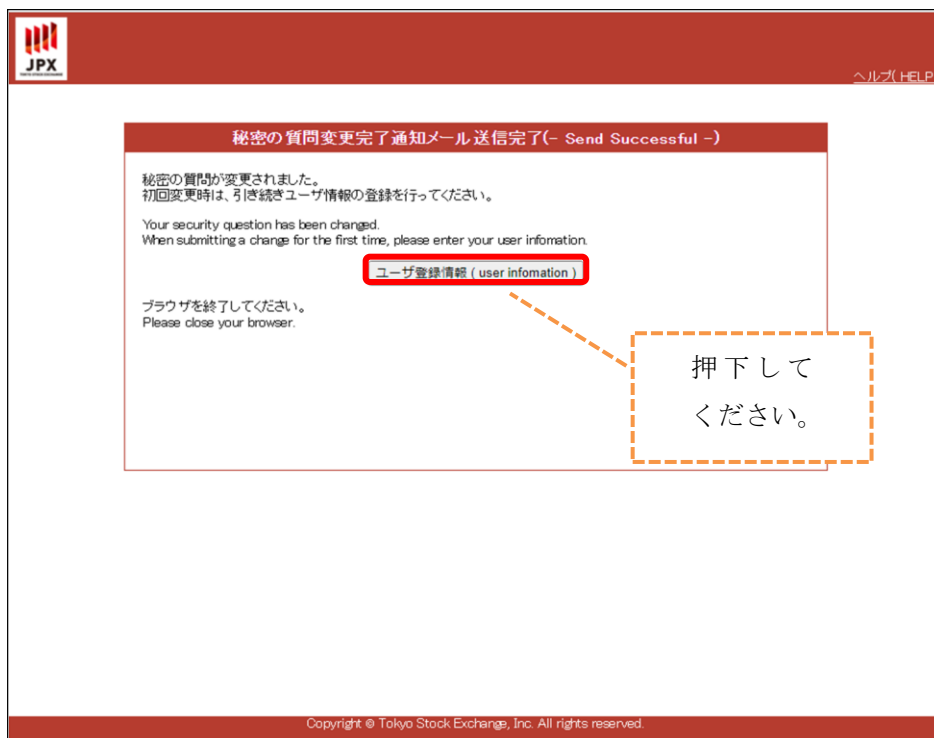 JPX
ヘルプ( HELP
秘密の質問変更完了通知メール送信完了(- Send Successful -)
秘密の質問が変更されました。
初回変更時は、引き続きユーザ情報の登録を行ってください。
Your security question has been changed.
When submitting a change for the first time, please enter your user infomation.
ユーザ登録情報 ( user infomation )
ブラウザを終了してください。
Please close your browser.
押下して
ください。
Copyright © Tokyo Stock Exchange, Inc. All rights reserved.